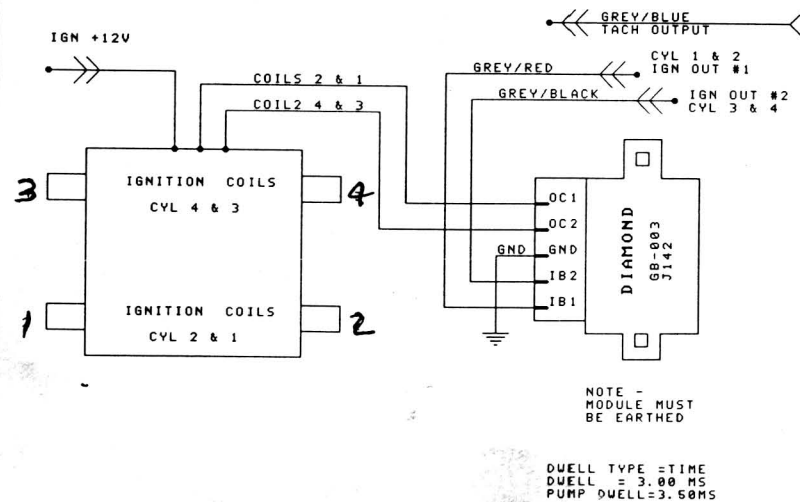 IGN +12V
GREY/BLUE
TACH OUTPUT
COILS 2 & 1
COIL2 4 & 3
GREY/RED
CYL 1 & 2
IGN OUT #1
GREY/BLACK
IGN OUT #2
CYL 3 & 4
3
IGNITION COILS
CYL 4 & 3
4
1
IGNITION COILS
CYL 2 & 1
2
OC1
OC2
GND
GND
IB2
IB1
DIAMOND
GB-003
J142
NOTE -
MODULE MUST
BE EARTHED
DWELL TYPE =TIME
DWELL = 3.00 MS
PUMP DWELL=3.50MS